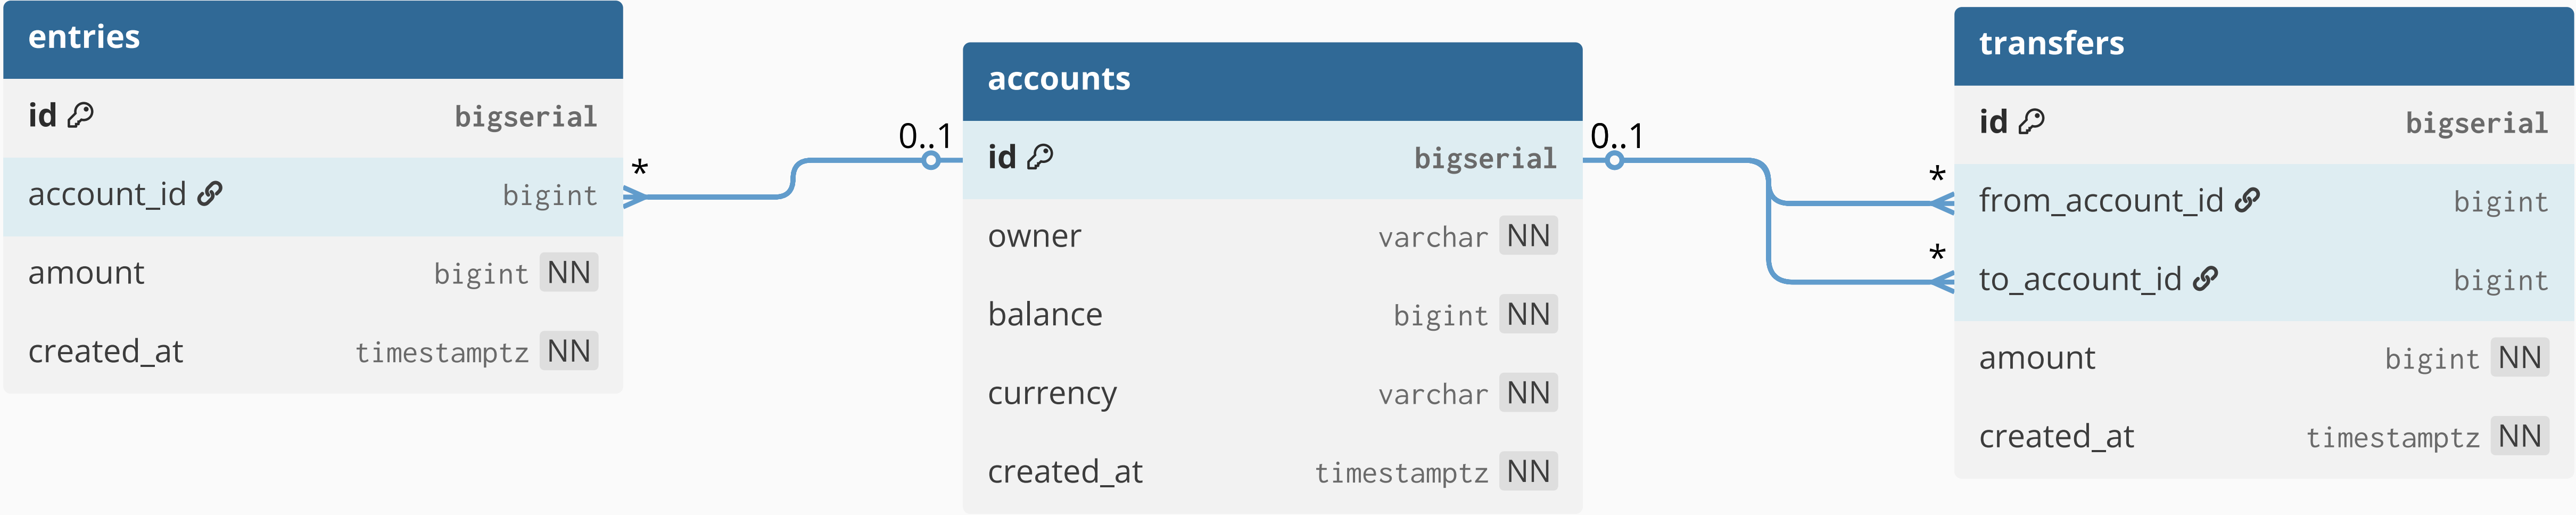 entries
id bigserial
account_id bigint
amount bigint NN
created_at timestamptz NN
*
0..1
accounts
id bigserial
owner varchar NN
balance bigint NN
currency varchar NN
created_at timestamptz NN
0..1
*
*
transfers
id bigserial
from_account_id bigint
to_account_id bigint
amount bigint NN
created_at timestamptz NN